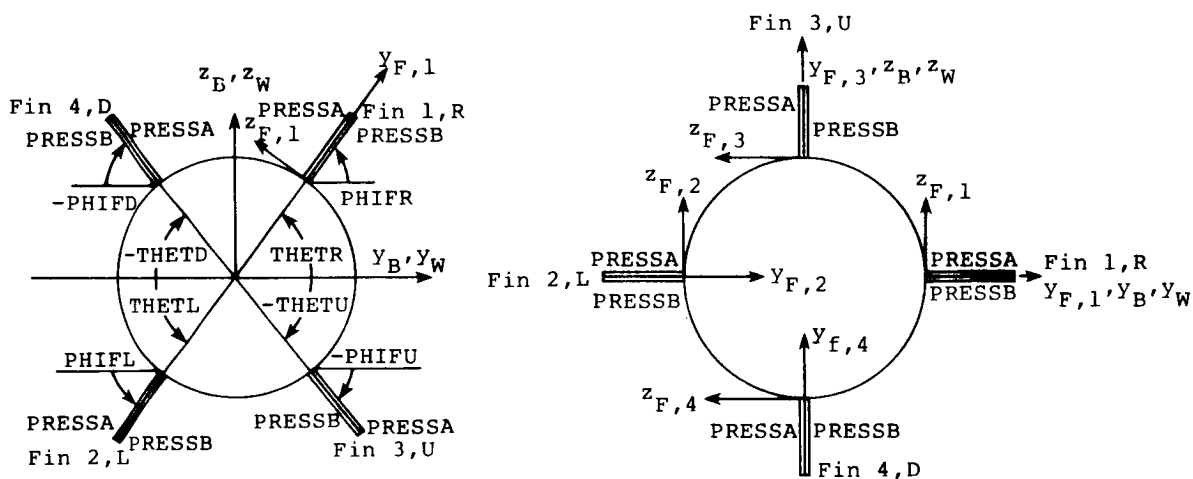 z_B, z_W
y_F,1
Fin 4,D
PRESSB
PRESSA
PRESSA
z_F,1
Fin 1,R
PRESSB
-PHIFD
PHIFR
-THETD
THETR
y_B, y_W
THETL
-THETU
PHIFL
-PHIFU
PRESSA
PRESSB
Fin 2,L
PRESSB
PRESSA
Fin 3,U
Fin 3,U
y_F,3, z_B, z_W
PRESSA
PRESSB
z_F,3
z_F,2
z_F,1
PRESSA
Fin 2,L
PRESSB
y_F,2
PRESSA
PRESSB
Fin 1,R
y_F,1, y_B, y_W
y_f,4
z_F,4
PRESSA
PRESSB
Fin 4,D